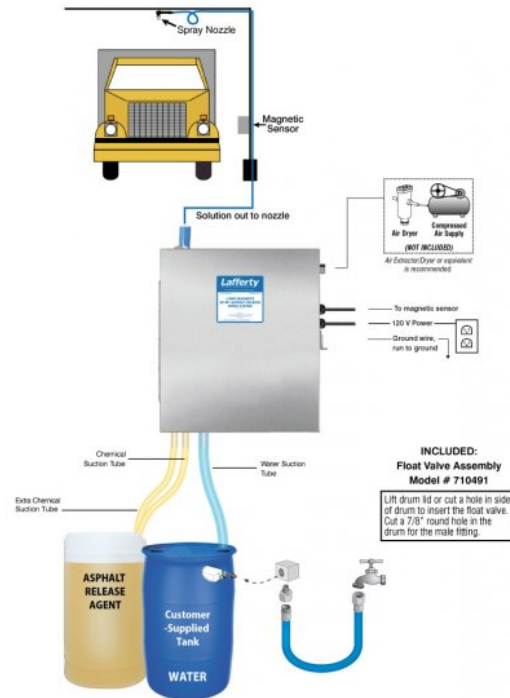 Spray Nozzle
Magnetic
Sensor
Solution out to nozzle
Air Dryer
Compressed
Air Supply
(NOT INCLUDED)
Air Extractor/Dryer or equivalent
is recommended.
Lafferty
To magnetic sensor
120 V Power
Ground wire,
run to ground
Chemical
Suction Tube
Water Suction
Tube
Extra Chemical
Suction Tube
INCLUDED:
Float Valve Assembly
Model # 710491
Lift drum lid or cut a hole in side
of drum to insert the float valve.
Cut a 7/8" round hole in the
drum for the male fitting.
ASPHALT
RELEASE
AGENT
Customer
-Supplied
Tank
WATER